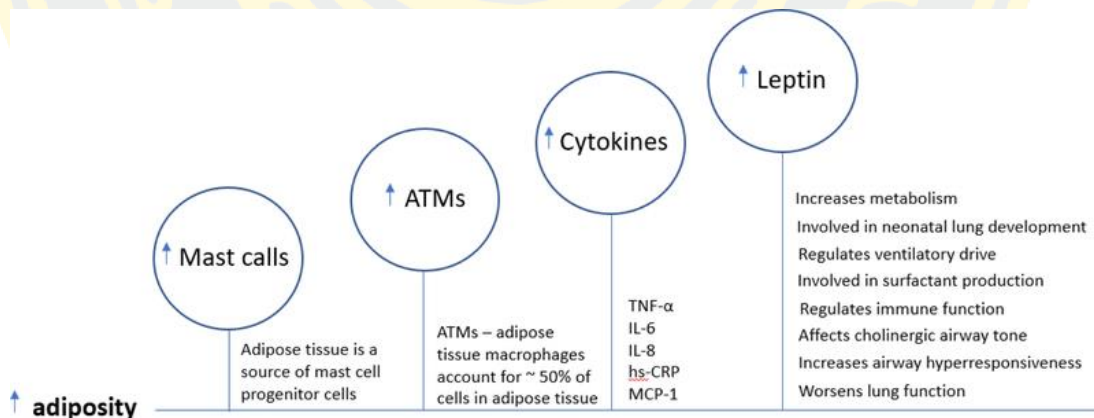 ↑ Mast calls
Adipose tissue is a
source of mast cell
progenitor cells
↑ ATMs
ATMs – adipose
tissue macrophages
account for ~ 50% of
cells in adipose tissue
↑ Cytokines
TNF-α
IL-6
IL-8
hs-CRP
MCP-1
↑ Leptin
Increases metabolism
Involved in neonatal lung development
Regulates ventilatory drive
Involved in surfactant production
Regulates immune function
Affects cholinergic airway tone
Increases airway hyperresponsiveness
Worsens lung function
↑ adiposity